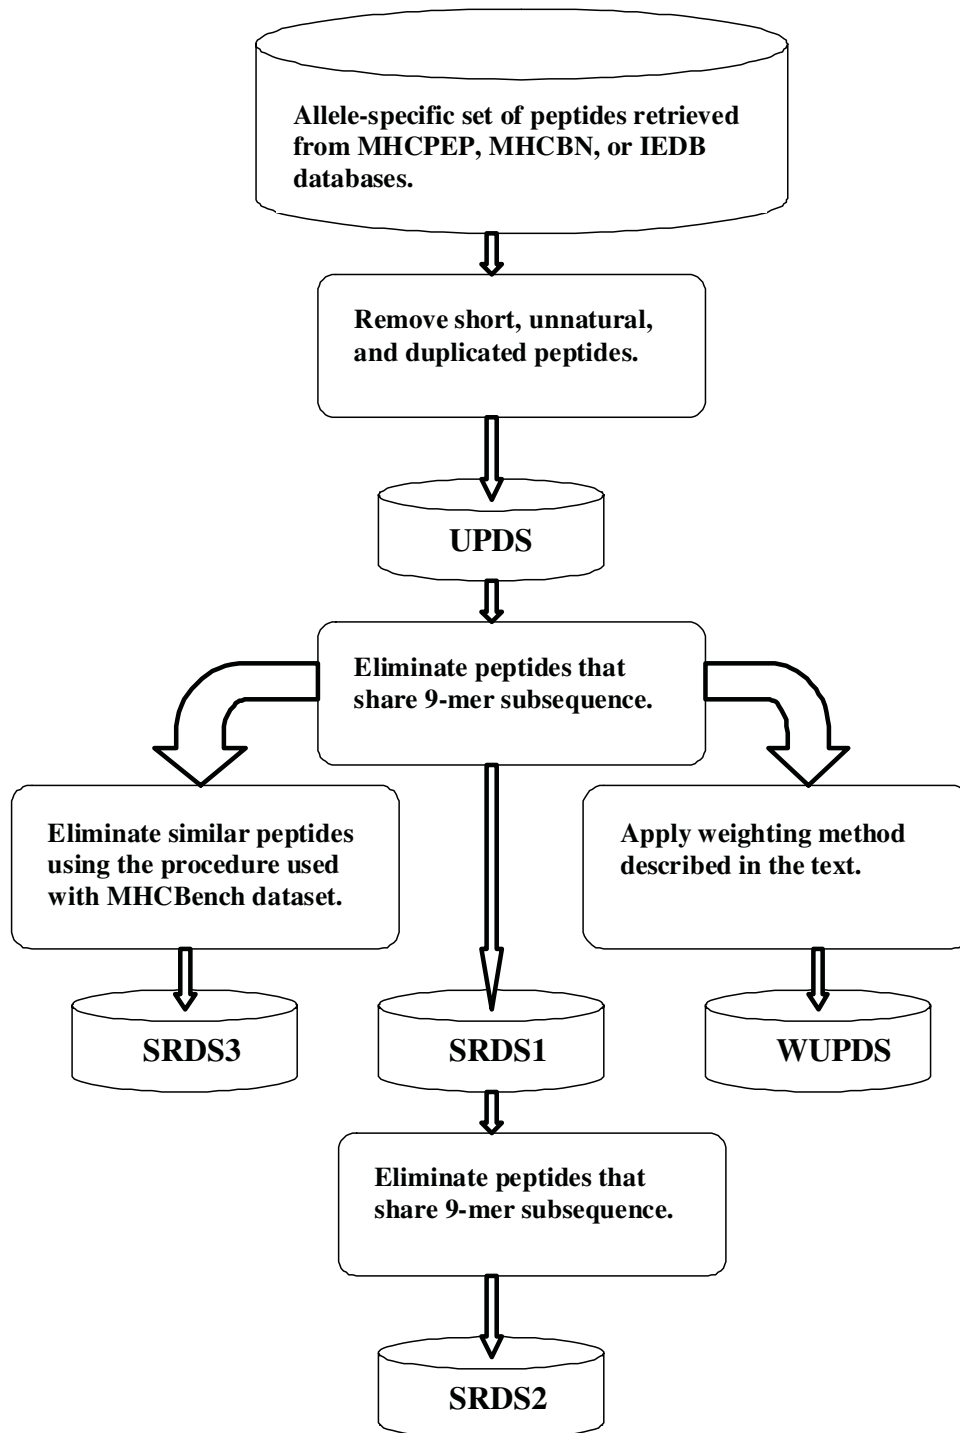 Allele-specific set of peptides retrieved
from MHCPEP, MHCBN, or IEDB
databases.
Remove short, unnatural,
and duplicated peptides.
UPDS
Eliminate peptides that
share 9-mer subsequence.
Eliminate similar peptides
using the procedure used
with MHCBench dataset.
Apply weighting method
described in the text.
SRDS3
SRDS1
WUPDS
Eliminate peptides that
share 9-mer subsequence.
SRDS2